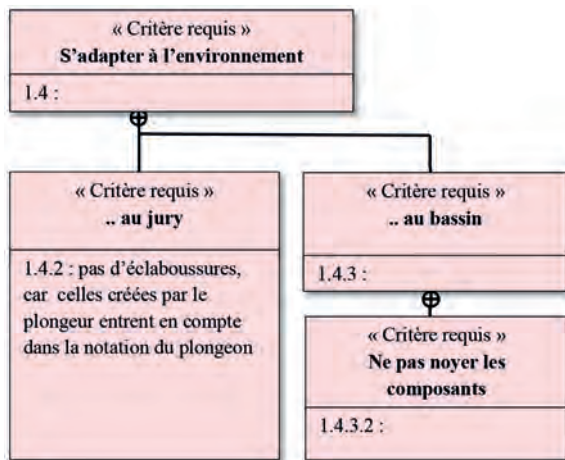 « Critère requis »
S’adapter à l’environnement
1.4 :
« Critère requis »
.. au jury
1.4.2 : pas d’éclaboussures,
car celles créées par le
plongeur entrent en compte
dans la notation du plongeon
« Critère requis »
.. au bassin
1.4.3 :
« Critère requis »
Ne pas noyer les
composants
1.4.3.2 :